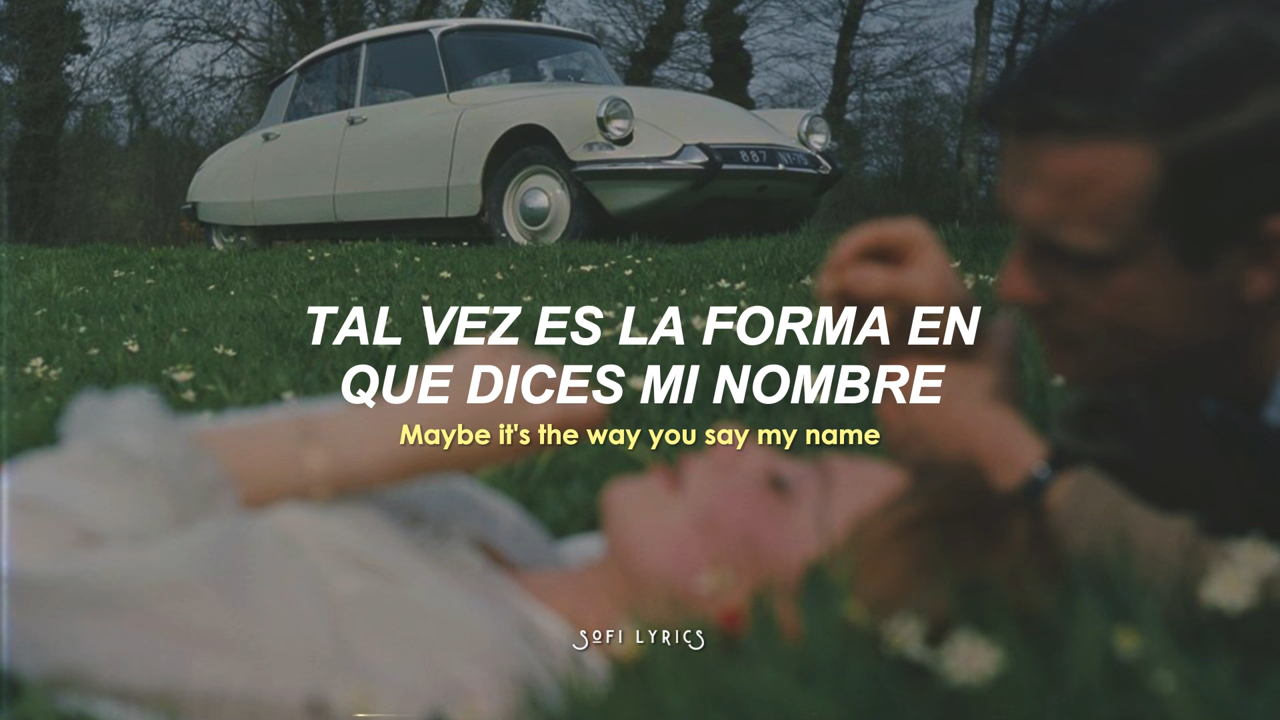 887
TAL VEZ ES LA FORMA EN
QUE DICES MI NOMBRE
Maybe it's the way you say my name
SOFI LYRICS